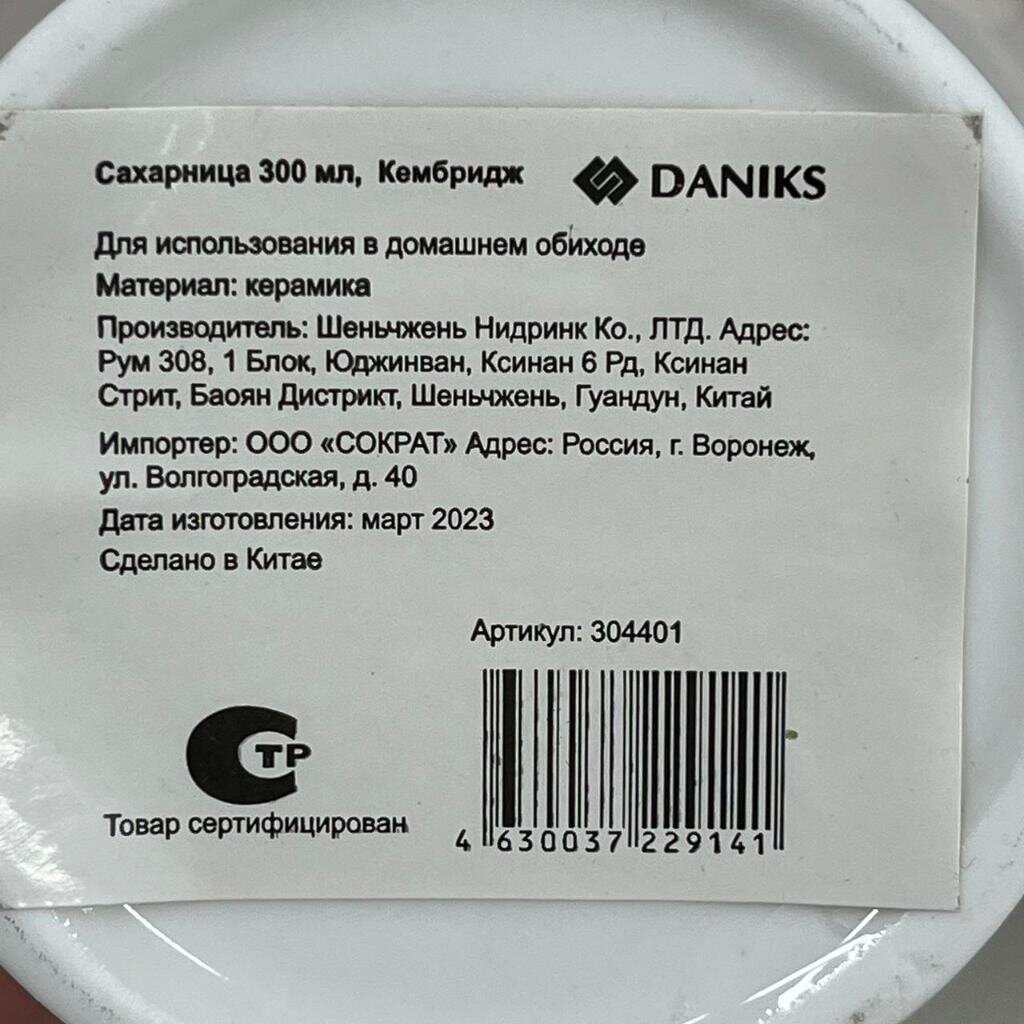 Сахарница 300 мл, Кембридж
DANIKS
Для использования в домашнем обиходе
Материал: керамика
Производитель: Шеньчжень Нидринк Ко., ЛТД. Адрес:
Рум 308, 1 Блок, Юджинван, Ксинан 6 Рд, Ксинан
Стрит, Баоян Дистрикт, Шеньчжень, Гуандун, Китай
Импортер: ООО «СОКРАТ» Адрес: Россия, г. Воронеж,
ул. Волгоградская, д. 40
Дата изготовления: март 2023
Сделано в Китае
Артикул: 304401
ТР
Товар сертифицирован
4 630037 229141